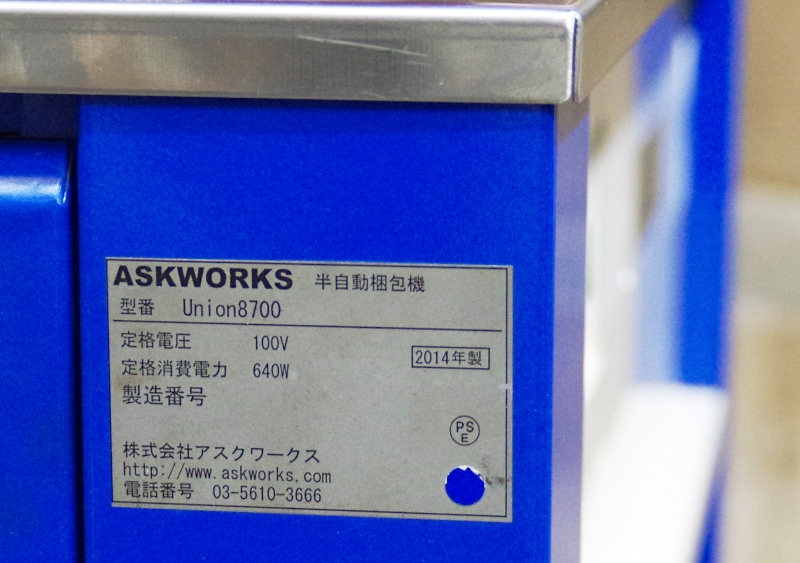 ASKWORKS 半自動梱包機
型番 Union8700
定格電圧 100V
定格消費電力 640W
2014年製
製造番号
PS
E
株式会社アスクワークス
http://www.askworks.com
電話番号 03-5610-3666